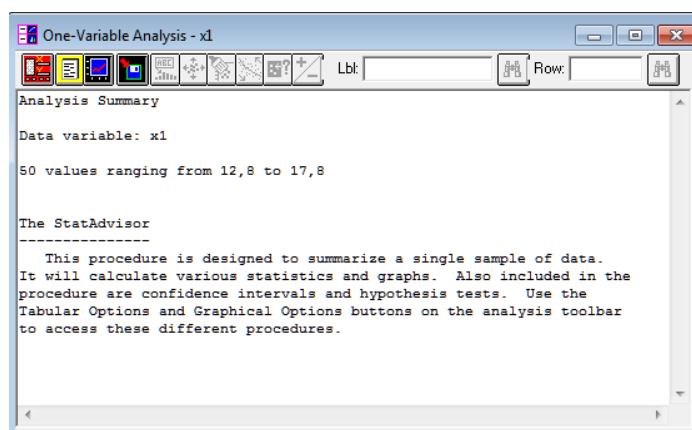 One-Variable Analysis - x1
Lbl: Row:
Analysis Summary
Data variable: x1
50 values ranging from 12,8 to 17,8
The StatAdvisor
---------------
This procedure is designed to summarize a single sample of data.
It will calculate various statistics and graphs. Also included in the
procedure are confidence intervals and hypothesis tests. Use the
Tabular Options and Graphical Options buttons on the analysis toolbar
to access these different procedures.